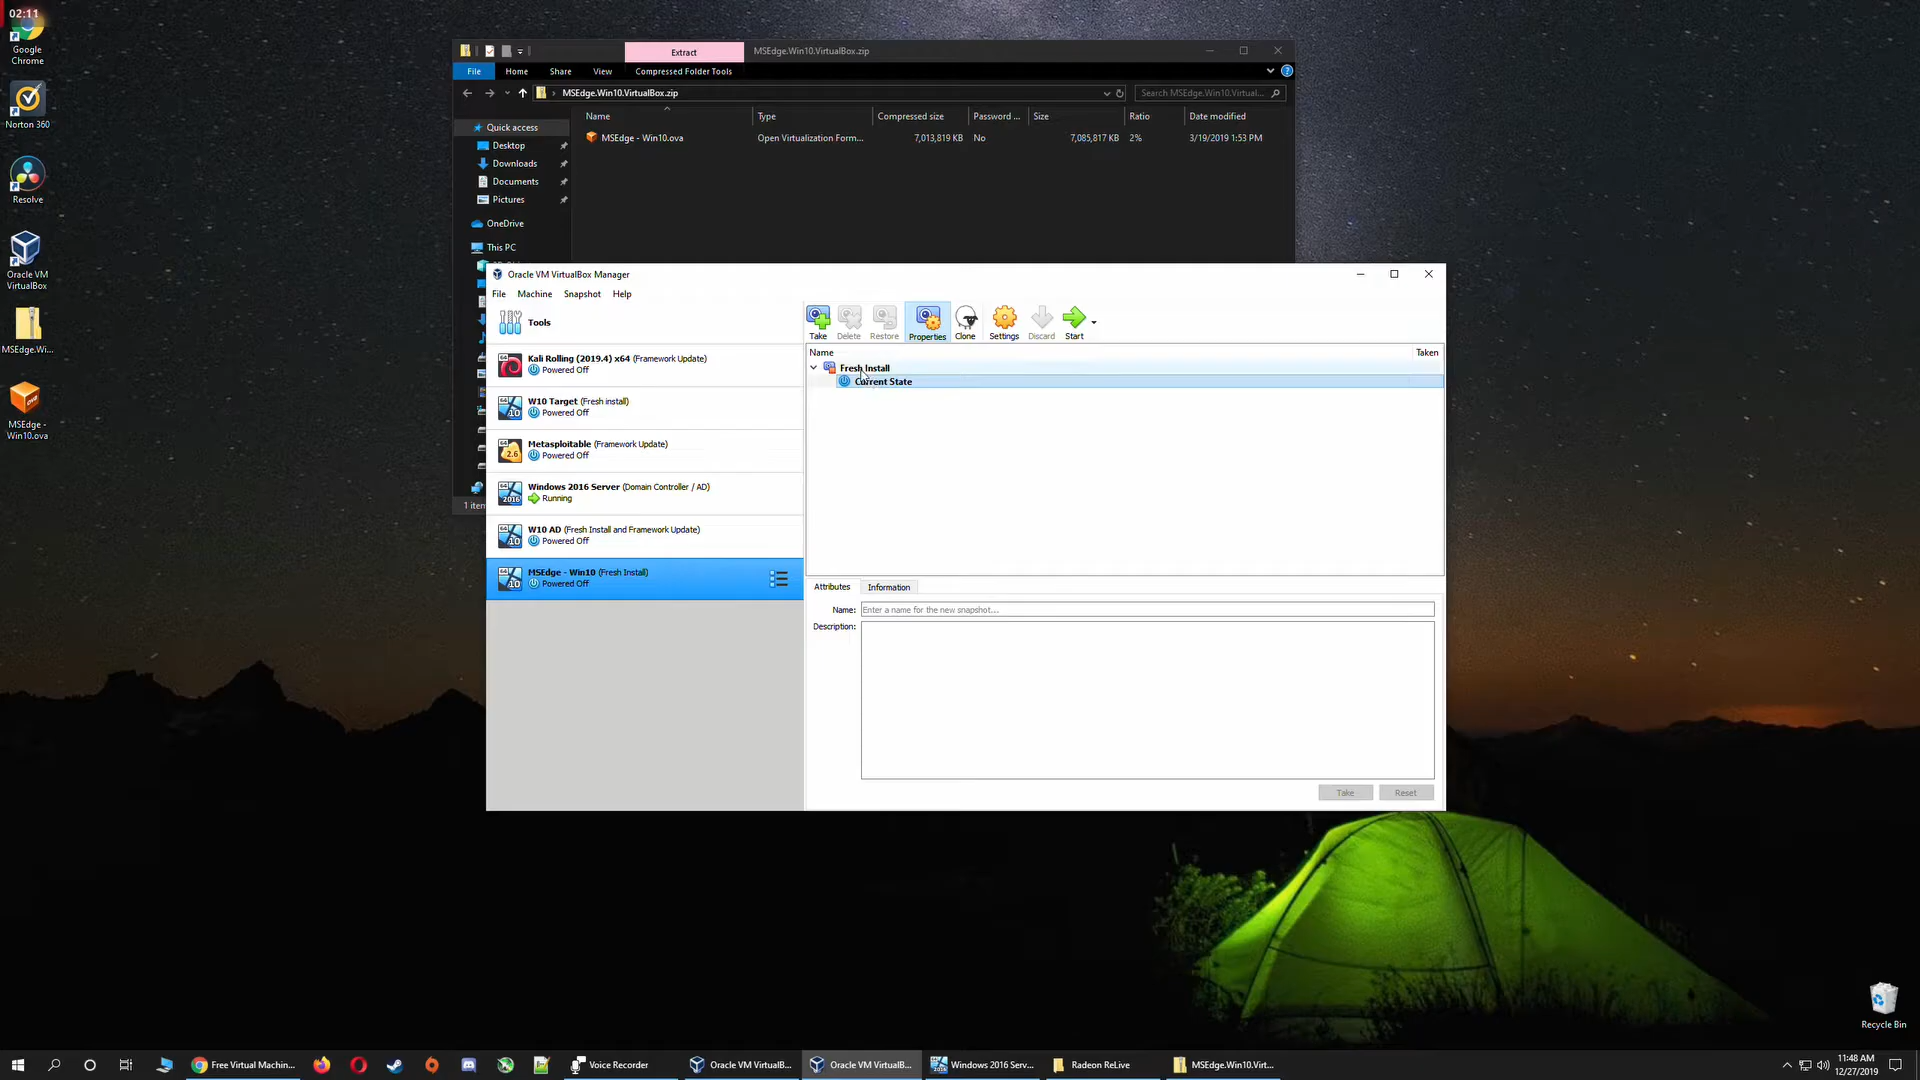 02:11
Google
Chrome
Norton 360
Resolve
Oracle VM
VirtualBox
MSEdge.Wi...
MSEdge -
Win10.ova
Extract
MSEdge.Win10.VirtualBox.zip
File
Home
Share
View
Compressed Folder Tools
MSEdge.Win10.VirtualBox.zip
Search MSEdge.Win10.Virtual...
Name
Type
Compressed size
Password ...
Size
Ratio
Date modified
MSEdge - Win10.ova
Open Virtualization Form...
7,013,819 KB
No
7,085,817 KB
2%
3/19/2019 1:53 PM
Quick access
Desktop
Downloads
Documents
Pictures
OneDrive
This PC
1 iten
Oracle VM VirtualBox Manager
File
Machine
Snapshot
Help
Tools
Take
Delete
Restore
Properties
Clone
Settings
Discard
Start
Name
Taken
Fresh Install
Current State
Kali Rolling (2019.4) x64 (Framework Update)
Powered Off
W10 Target (Fresh install)
Powered Off
Metasploitable (Framework Update)
Powered Off
Windows 2016 Server (Domain Controller / AD)
Running
W10 AD (Fresh Install and Framework Update)
Powered Off
MSEdge - Win10 (Fresh Install)
Powered Off
Attributes
Information
Name:
Enter a name for the new snapshot...
Description:
Take
Reset
Recycle Bin
Free Virtual Machin...
Voice Recorder
Oracle VM VirtualB...
Oracle VM VirtualB...
Windows 2016 Serv...
Radeon ReLive
MSEdge.Win10.Virt...
11:48 AM
12/27/2019